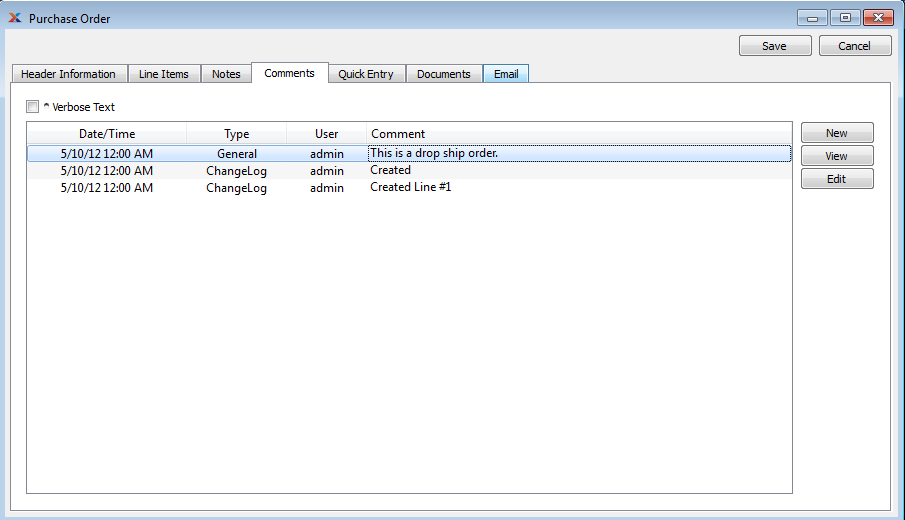 Purchase Order
Save Cancel
Header Information Line Items Notes Comments Quick Entry Documents Email
^ Verbose Text
Date/Time Type User Comment
5/10/12 12:00 AM General admin This is a drop ship order.
5/10/12 12:00 AM ChangeLog admin Created
5/10/12 12:00 AM ChangeLog admin Created Line #1
New
View
Edit